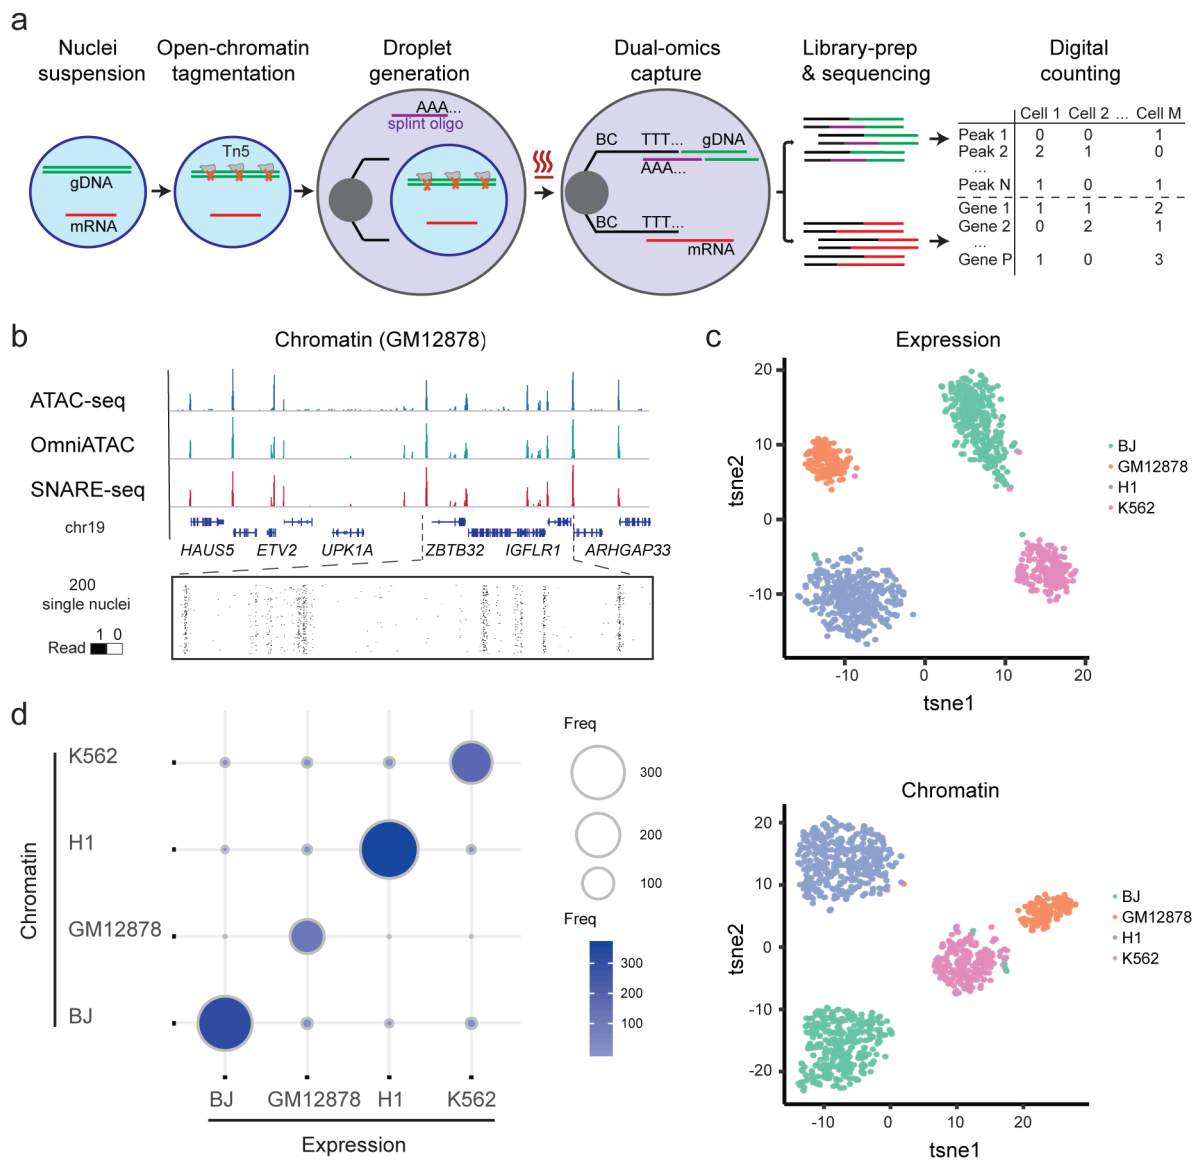 a
Nuclei suspension
Open-chromatin tagmentation
Droplet generation
Dual-omics capture
Library-prep & sequencing
Digital counting
gDNA
mRNA
Tn5
AAA...
splint oligo
BC TTT... gDNA
AAA...
BC TTT...
mRNA
Cell 1 Cell 2 ... Cell M
Peak 1 0 0 1
Peak 2 2 1 0
...
Peak N 1 0 1
Gene 1 1 1 2
Gene 2 0 2 1
...
Gene P 1 0 3
b
Chromatin (GM12878)
ATAC-seq
OmniATAC
SNARE-seq
chr19
HAUS5 ETV2 UPK1A ZBTB32 IGFLR1 ARHGAP33
200
single nuclei
1 0
Read
c
Expression
20
10
0
-10
tsne2
-10 0 10 20
tsne1
BJ
GM12878
H1
K562
Chromatin
20
10
0
-10
-20
tsne2
-10 0 10 20
tsne1
BJ
GM12878
H1
K562
d
K562
H1
GM12878
BJ
Chromatin
BJ GM12878 H1 K562
Expression
Freq
300
200
100
Freq
300
200
100